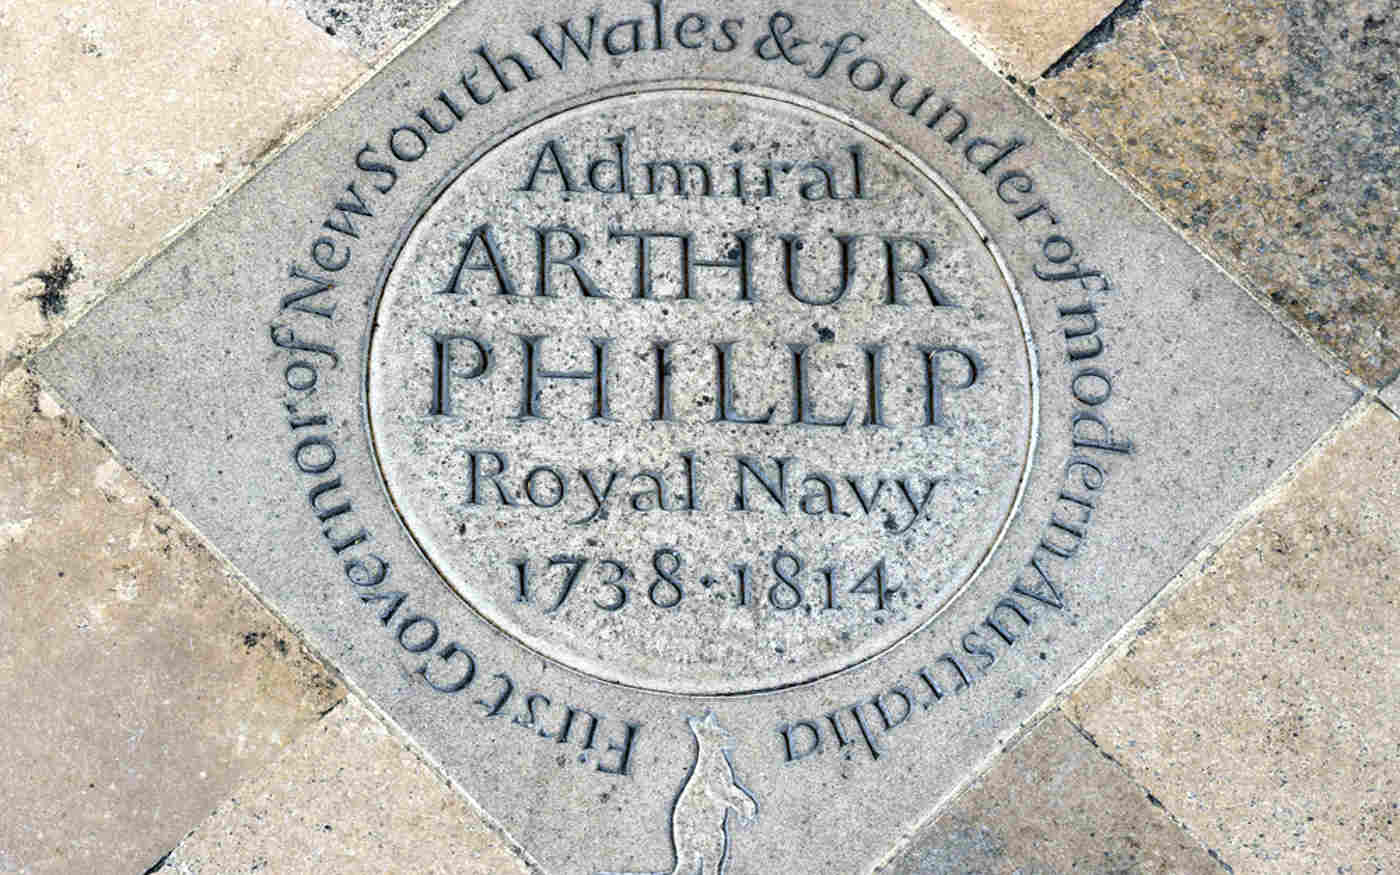 Admiral
ARTHUR
PHILLIP
Royal Navy
1738·1814
First Governor of New South Wales & founder of modern Australia